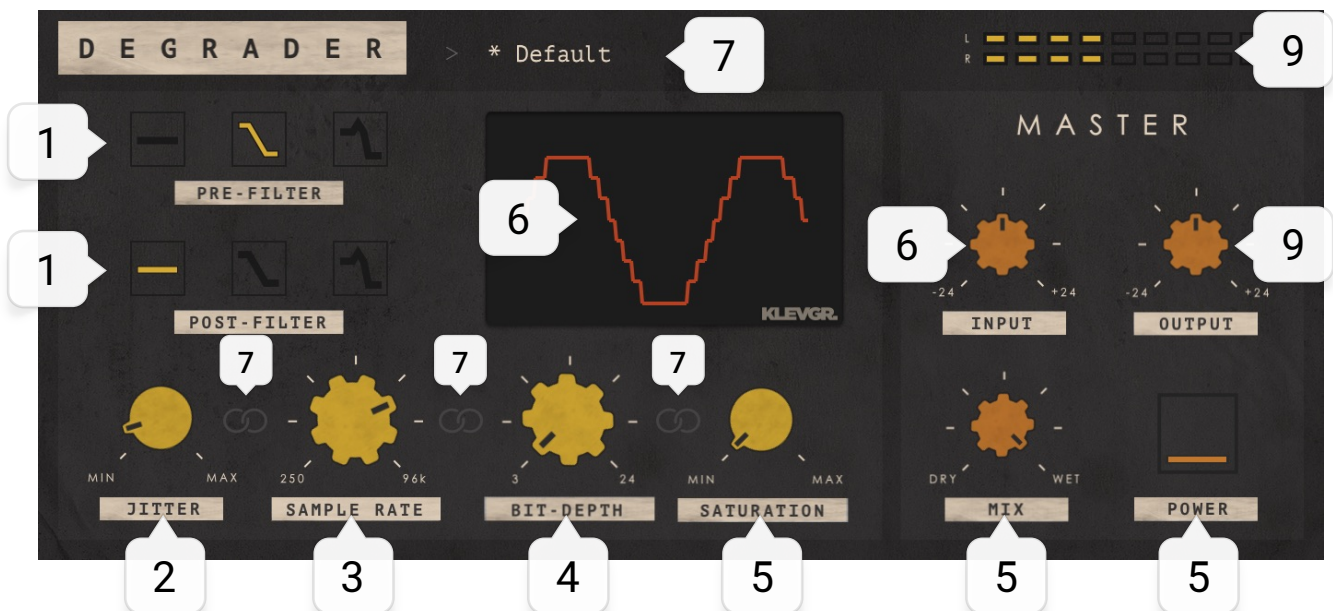 DEGRADER
> * Default
7
L
R
9
1
PRE-FILTER
MASTER
6
6
9
1
POST-FILTER
KLEVGR.
-24 +24
INPUT
-24 +24
OUTPUT
7
7
7
MIN MAX
JITTER
250 96k
SAMPLE RATE
3 24
BIT-DEPTH
MIN MAX
SATURATION
DRY WET
MIX
POWER
2
3
4
5
5
5